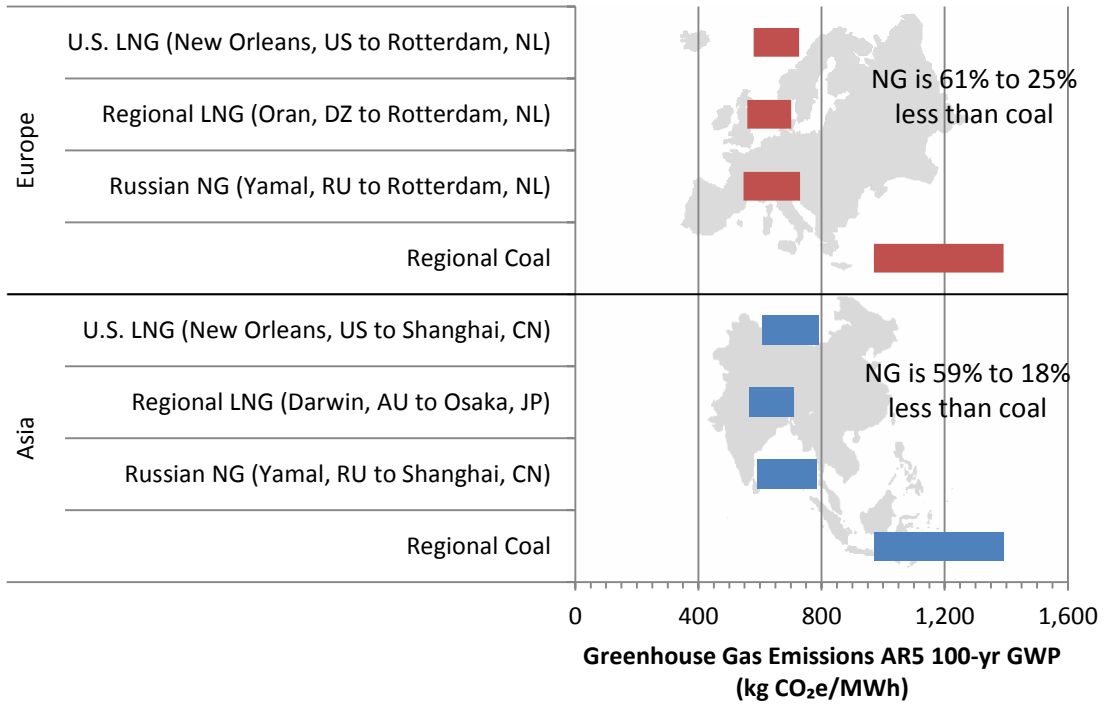 Europe
U.S. LNG (New Orleans, US to Rotterdam, NL)
Regional LNG (Oran, DZ to Rotterdam, NL)
Russian NG (Yamal, RU to Rotterdam, NL)
Regional Coal
NG is 61% to 25%
less than coal
Asia
U.S. LNG (New Orleans, US to Shanghai, CN)
Regional LNG (Darwin, AU to Osaka, JP)
Russian NG (Yamal, RU to Shanghai, CN)
Regional Coal
NG is 59% to 18%
less than coal
0 400 800 1,200 1,600
Greenhouse Gas Emissions AR5 100-yr GWP
(kg CO₂e/MWh)